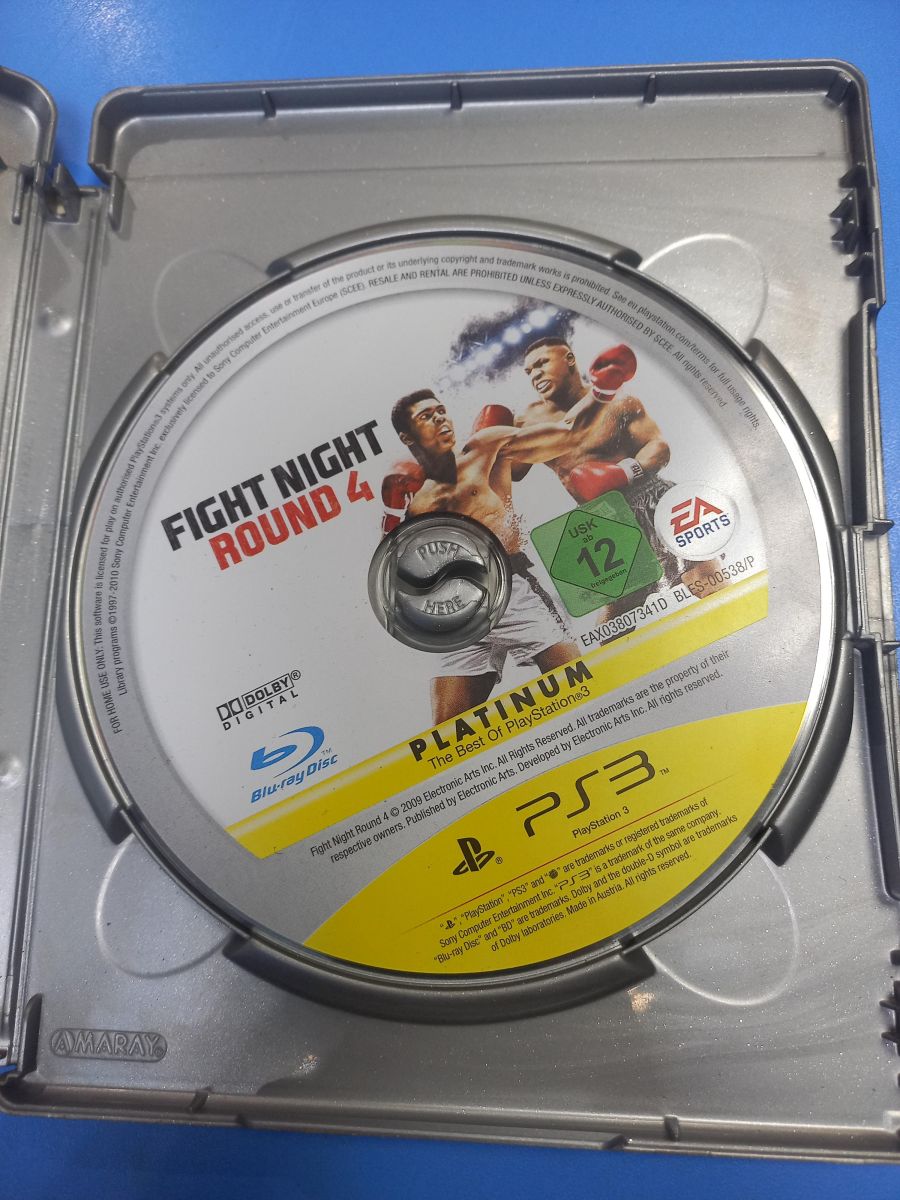 FOR HOME USE ONLY: This software is licensed for play on authorised PlayStation®3 systems only. All unauthorised access, use or transfer of the product or its underlying copyright and trademark works is prohibited. See eu.playstation.com/terms for full usage rights.
Library programs ©1997-2010 Sony Computer Entertainment Inc. exclusively licensed to Sony Computer Entertainment Europe (SCEE). RESALE AND RENTAL ARE PROHIBITED UNLESS EXPRESSLY AUTHORISED BY SCEE. All rights reserved.
FIGHT NIGHT
ROUND 4
PUSH
HERE
USK
ab
12
freigegeben
EA
SPORTS
EAX03807341D BLES-00538/P
DOLBY®
DIGITAL
Blu-ray Disc™
PLATINUM
The Best Of PlayStation®3
Fight Night Round 4 © 2009 Electronic Arts Inc. All Rights Reserved. All trademarks are the property of their
respective owners. Published by Electronic Arts. Developed by Electronic Arts Inc. All rights reserved.
® PS3™
PlayStation 3
" ", "PlayStation", "PS3" and " " are trademarks or registered trademarks of
Sony Computer Entertainment Inc. "PS3" is a trademark of the same company.
"Blu-ray Disc" and "BD" are trademarks. Dolby and the double-D symbol are trademarks
of Dolby laboratories. Made in Austria. All rights reserved.
AMARAY